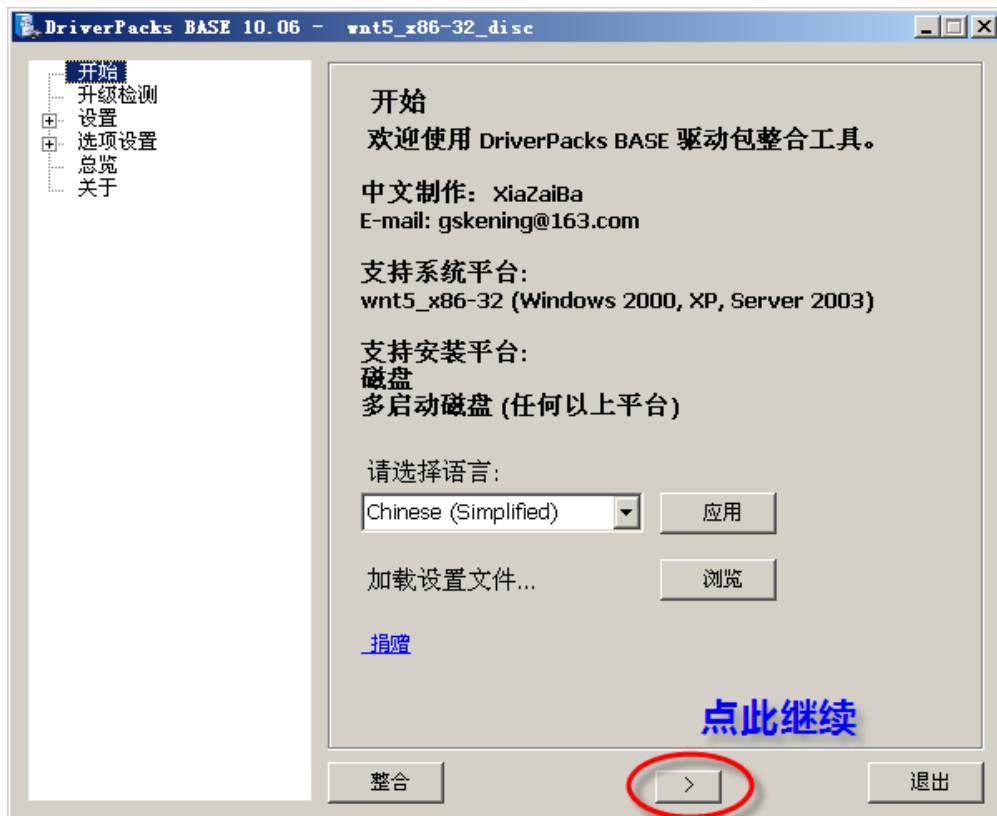 DriverPacks BASE 10.06 - wnt5_x86-32_disc
开始
升级检测
设置
选项设置
总览
关于
开始
欢迎使用 DriverPacks BASE 驱动包整合工具。
中文制作: XiaZaiBa
E-mail: gskening@163.com
支持系统平台:
wnt5_x86-32 (Windows 2000, XP, Server 2003)
支持安装平台:
磁盘
多启动磁盘 (任何以上平台)
请选择语言:
Chinese (Simplified)
应用
加载设置文件...
浏览
捐赠
点此继续
整合
>
退出